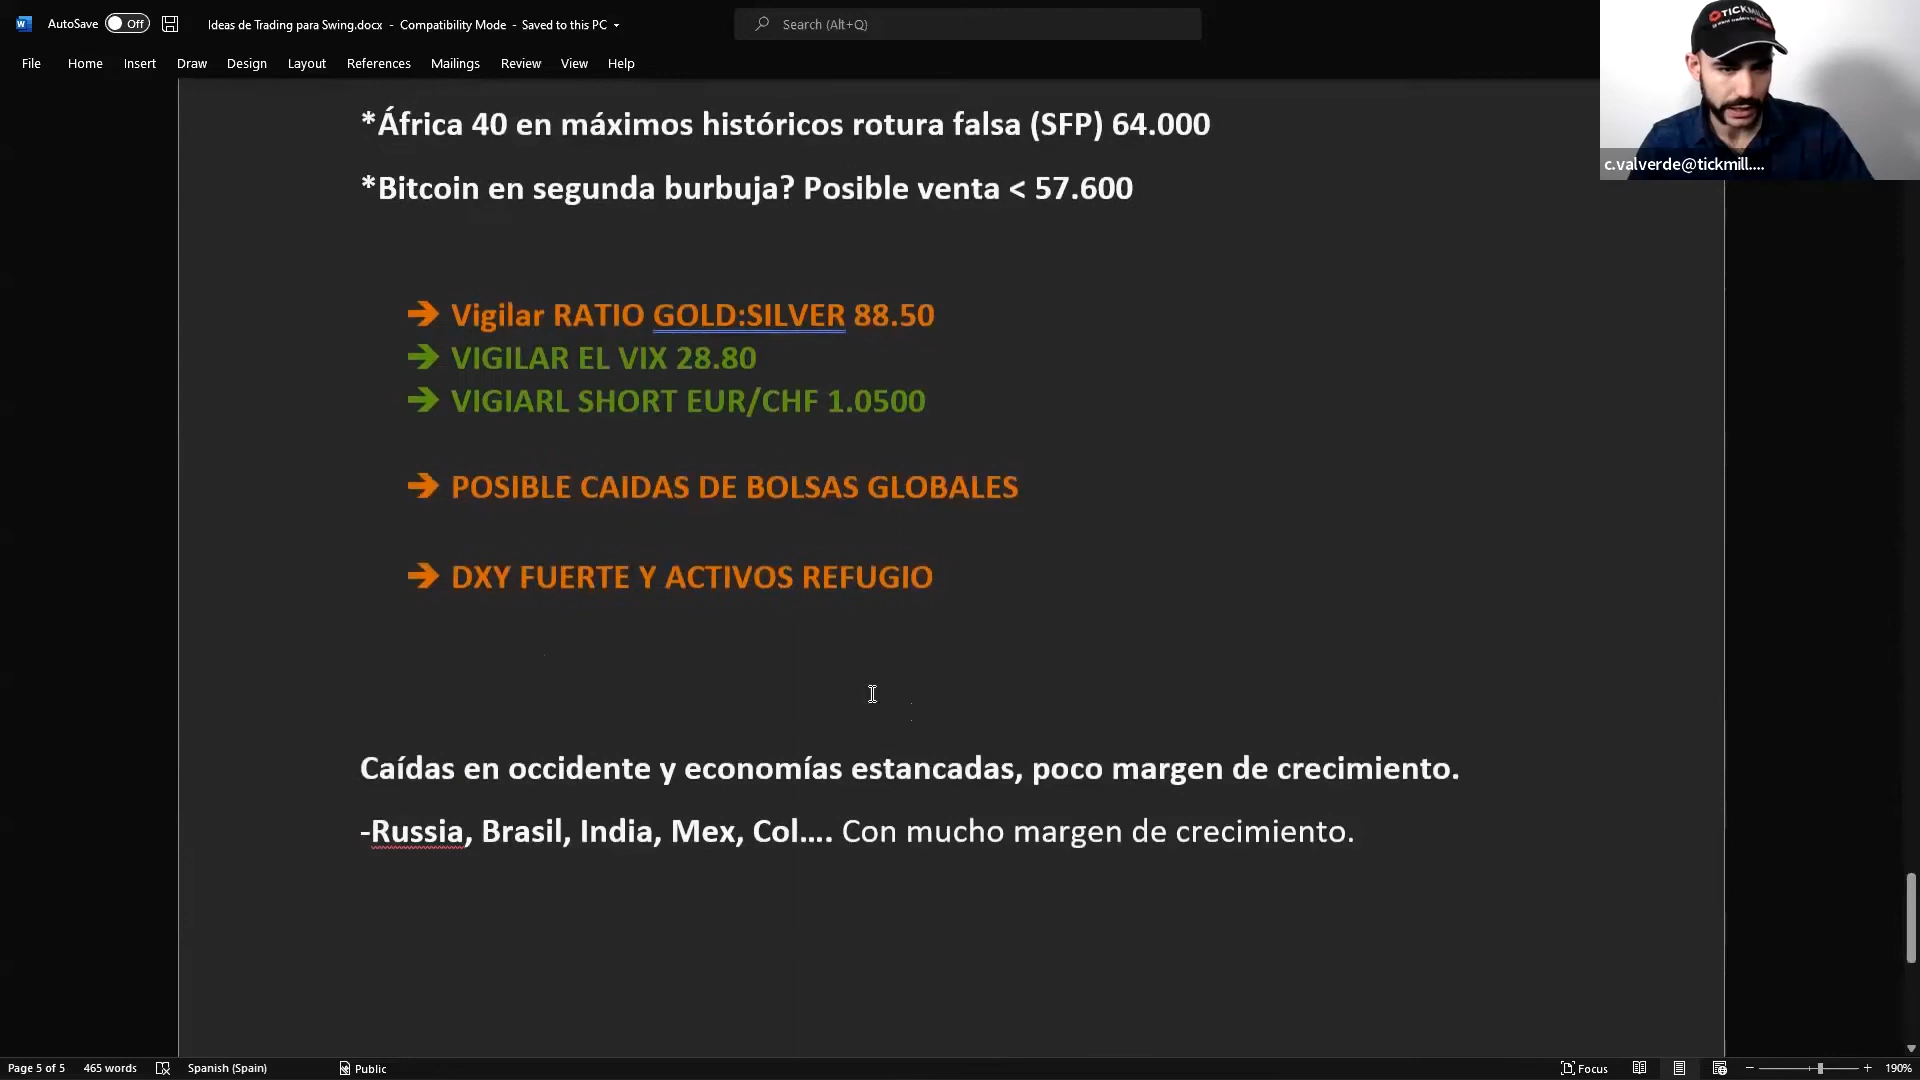 AutoSave Off Ideas de Trading para Swing.docx - Compatibility Mode - Saved to this PC Search (Alt+Q)
File Home Insert Draw Design Layout References Mailings Review View Help
TICKMILL
c.valverde@tickmill....
*África 40 en máximos históricos rotura falsa (SFP) 64.000
*Bitcoin en segunda burbuja? Posible venta < 57.600
➔ Vigilar RATIO GOLD:SILVER 88.50
➔ VIGILAR EL VIX 28.80
➔ VIGIARL SHORT EUR/CHF 1.0500
➔ POSIBLE CAIDAS DE BOLSAS GLOBALES
➔ DXY FUERTE Y ACTIVOS REFUGIO
Caídas en occidente y economías estancadas, poco margen de crecimiento.
-Russia, Brasil, India, Mex, Col…. Con mucho margen de crecimiento.
Page 5 of 5 465 words Spanish (Spain) Public Focus 190%